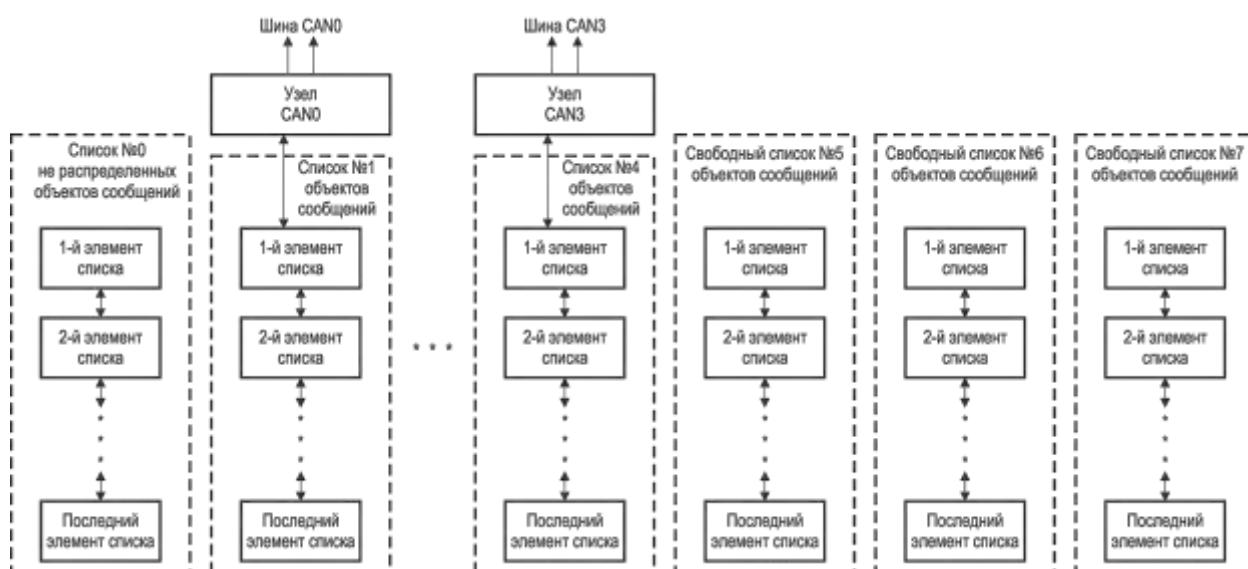 Шина CAN0
Шина CAN3
Узел
CAN0
Узел
CAN3
Список №0
не распределенных
объектов сообщений
Список №1
объектов
сообщений
Список №4
объектов
сообщений
Свободный список №5
объектов сообщений
Свободный список №6
объектов сообщений
Свободный список №7
объектов сообщений
1-й элемент
списка
1-й элемент
списка
1-й элемент
списка
1-й элемент
списка
1-й элемент
списка
1-й элемент
списка
2-й элемент
списка
2-й элемент
списка
2-й элемент
списка
2-й элемент
списка
2-й элемент
списка
2-й элемент
списка
Последний
элемент списка
Последний
элемент списка
Последний
элемент списка
Последний
элемент списка
Последний
элемент списка
Последний
элемент списка